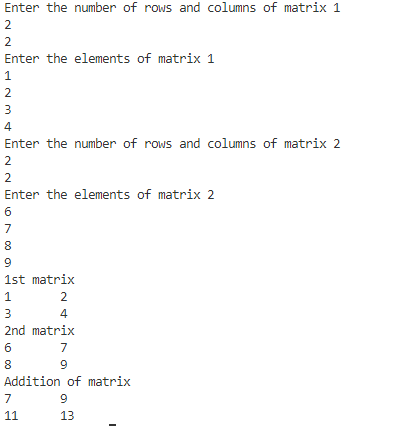 Enter the number of rows and columns of matrix 1
2
2
Enter the elements of matrix 1
1
2
3
4
Enter the number of rows and columns of matrix 2
2
2
Enter the elements of matrix 2
6
7
8
9
1st matrix
1 2
3 4
2nd matrix
6 7
8 9
Addition of matrix
7 9
11 13